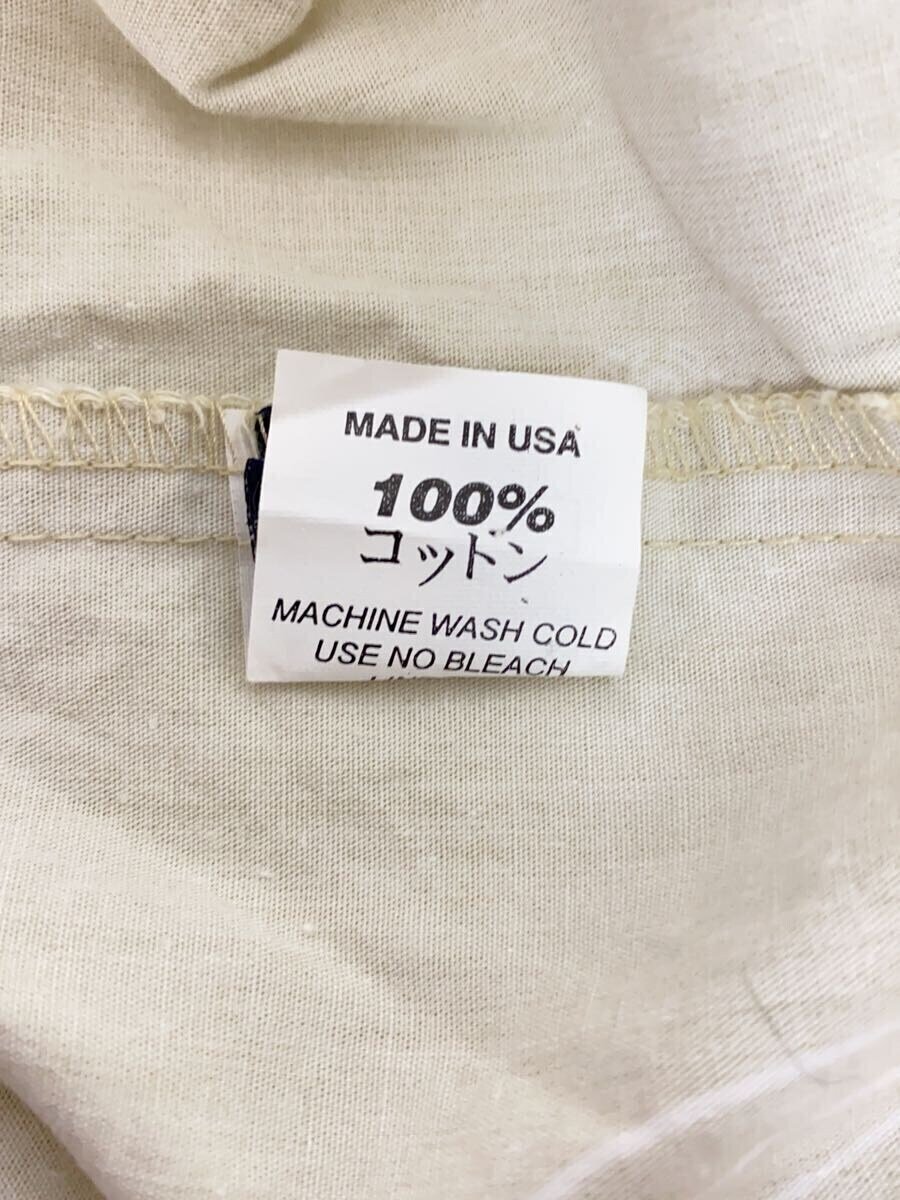 MADE IN USA
100%
コットン
MACHINE WASH COLD
USE NO BLEACH